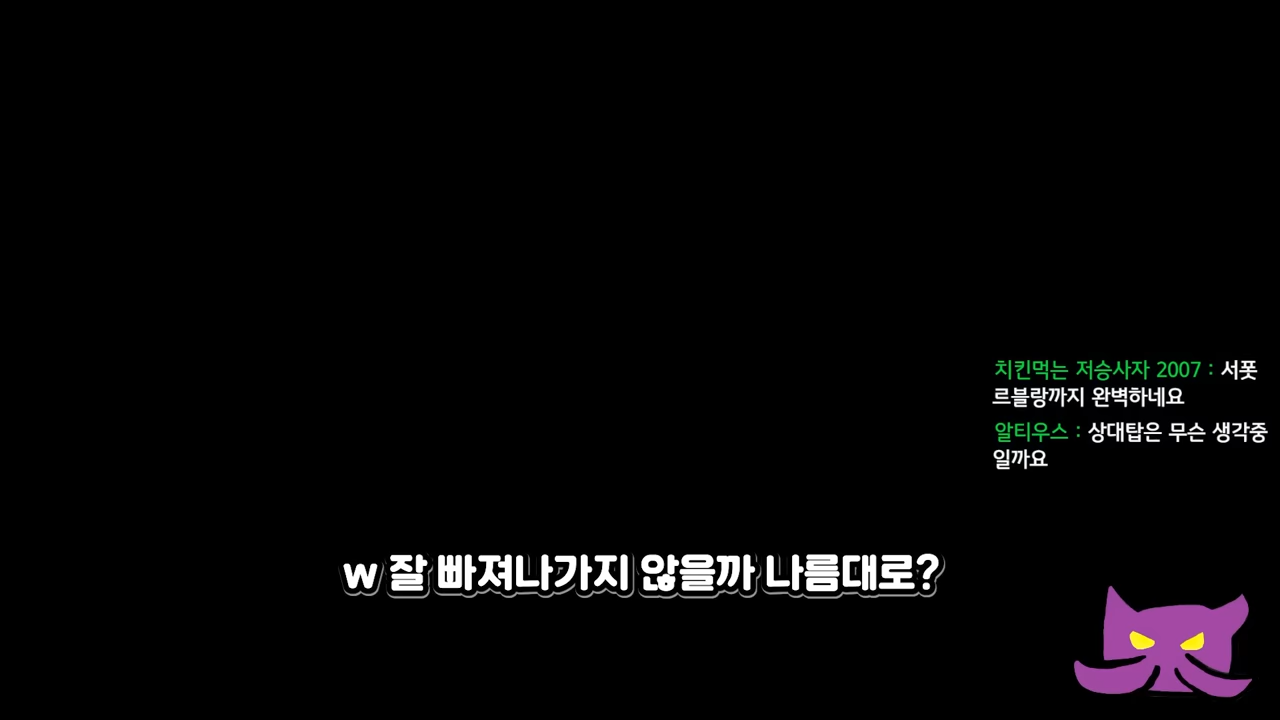 치킨먹는 저승사자 2007 : 서폿
르블랑까지 완벽하네요
알티우스 : 상대탑은 무슨 생각중
일까요
w 잘 빠져나가지 않을까 나름대로?